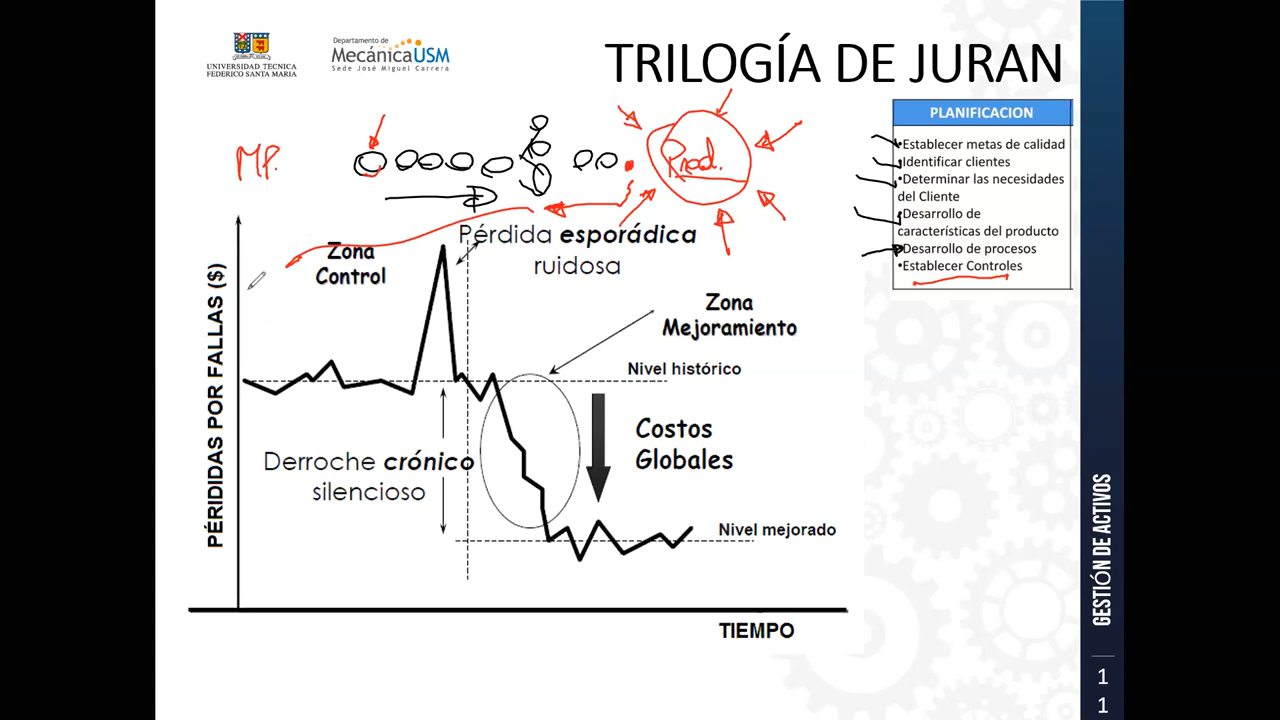 UNIVERSIDAD TECNICA
FEDERICO SANTA MARIA
Departamento de
MecánicaUSM
Sede José Miguel Carrera
TRILOGÍA DE JURAN
PLANIFICACION
•Establecer metas de calidad
•Identificar clientes
•Determinar las necesidades
del Cliente
•Desarrollo de
características del producto
•Desarrollo de procesos
•Establecer Controles
MP.
Prod.
Pérdida esporádica
ruidosa
Zona
Control
Zona
Mejoramiento
Nivel histórico
Costos
Globales
Derroche crónico
silencioso
Nivel mejorado
PÉRDIDAS POR FALLAS ($)
TIEMPO
GESTIÓN DE ACTIVOS
1
1